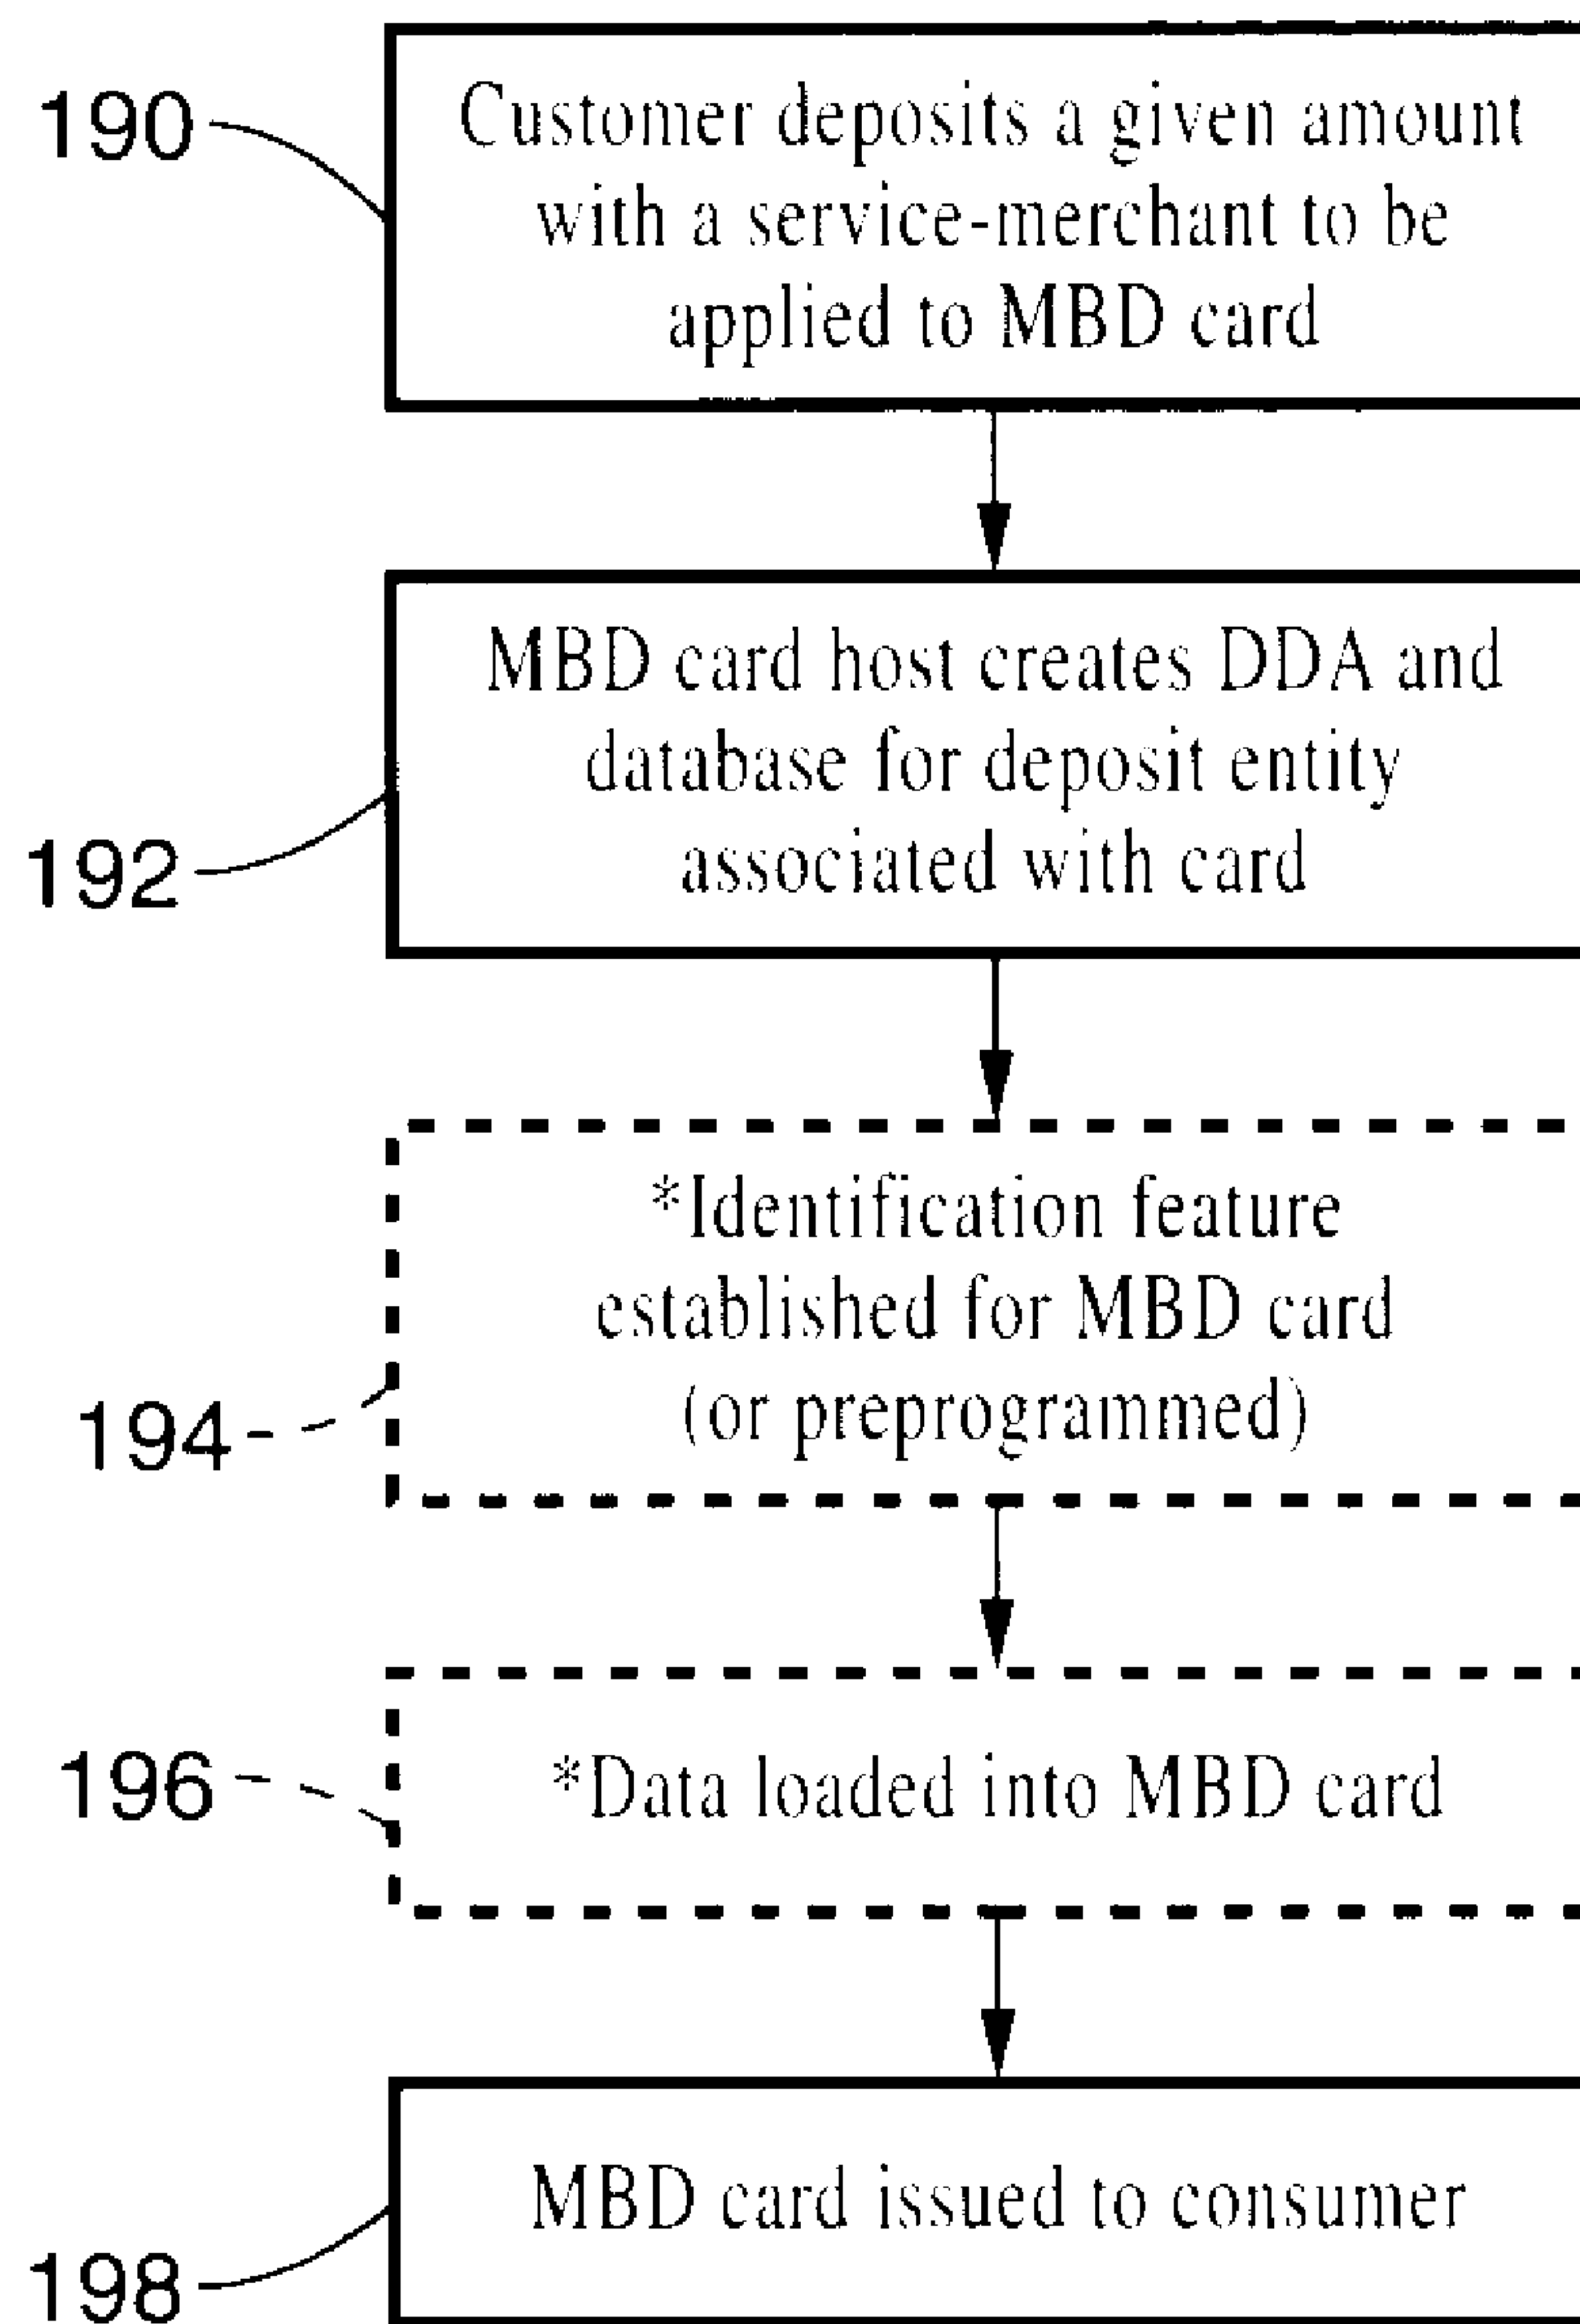 190
Customer deposits a given amount
with a service-merchant to be
applied to MBD card
192
MBD card host creates DDA and
database for deposit entity
associated with card
194
*Identification feature
established for MBD card
(or preprogrammed)
196
*Data loaded into MBD card
198
MBD card issued to consumer